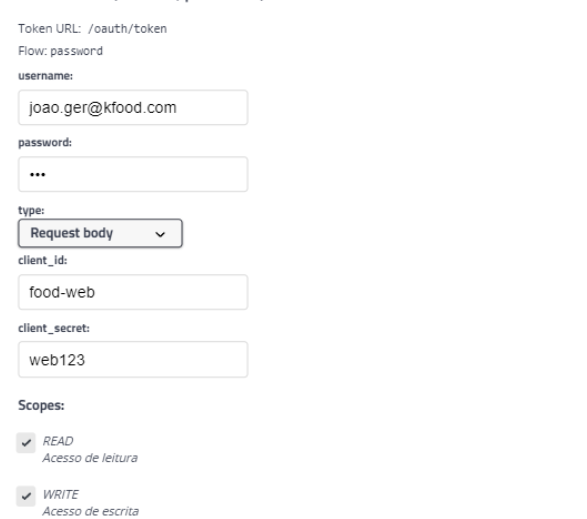 Token URL: /oauth/token
Flow: password
username:
joao.ger@kfood.com
password:
•••
type:
Request body
client_id:
food-web
client_secret:
web123
Scopes:
READ
Acesso de leitura
WRITE
Acesso de escrita